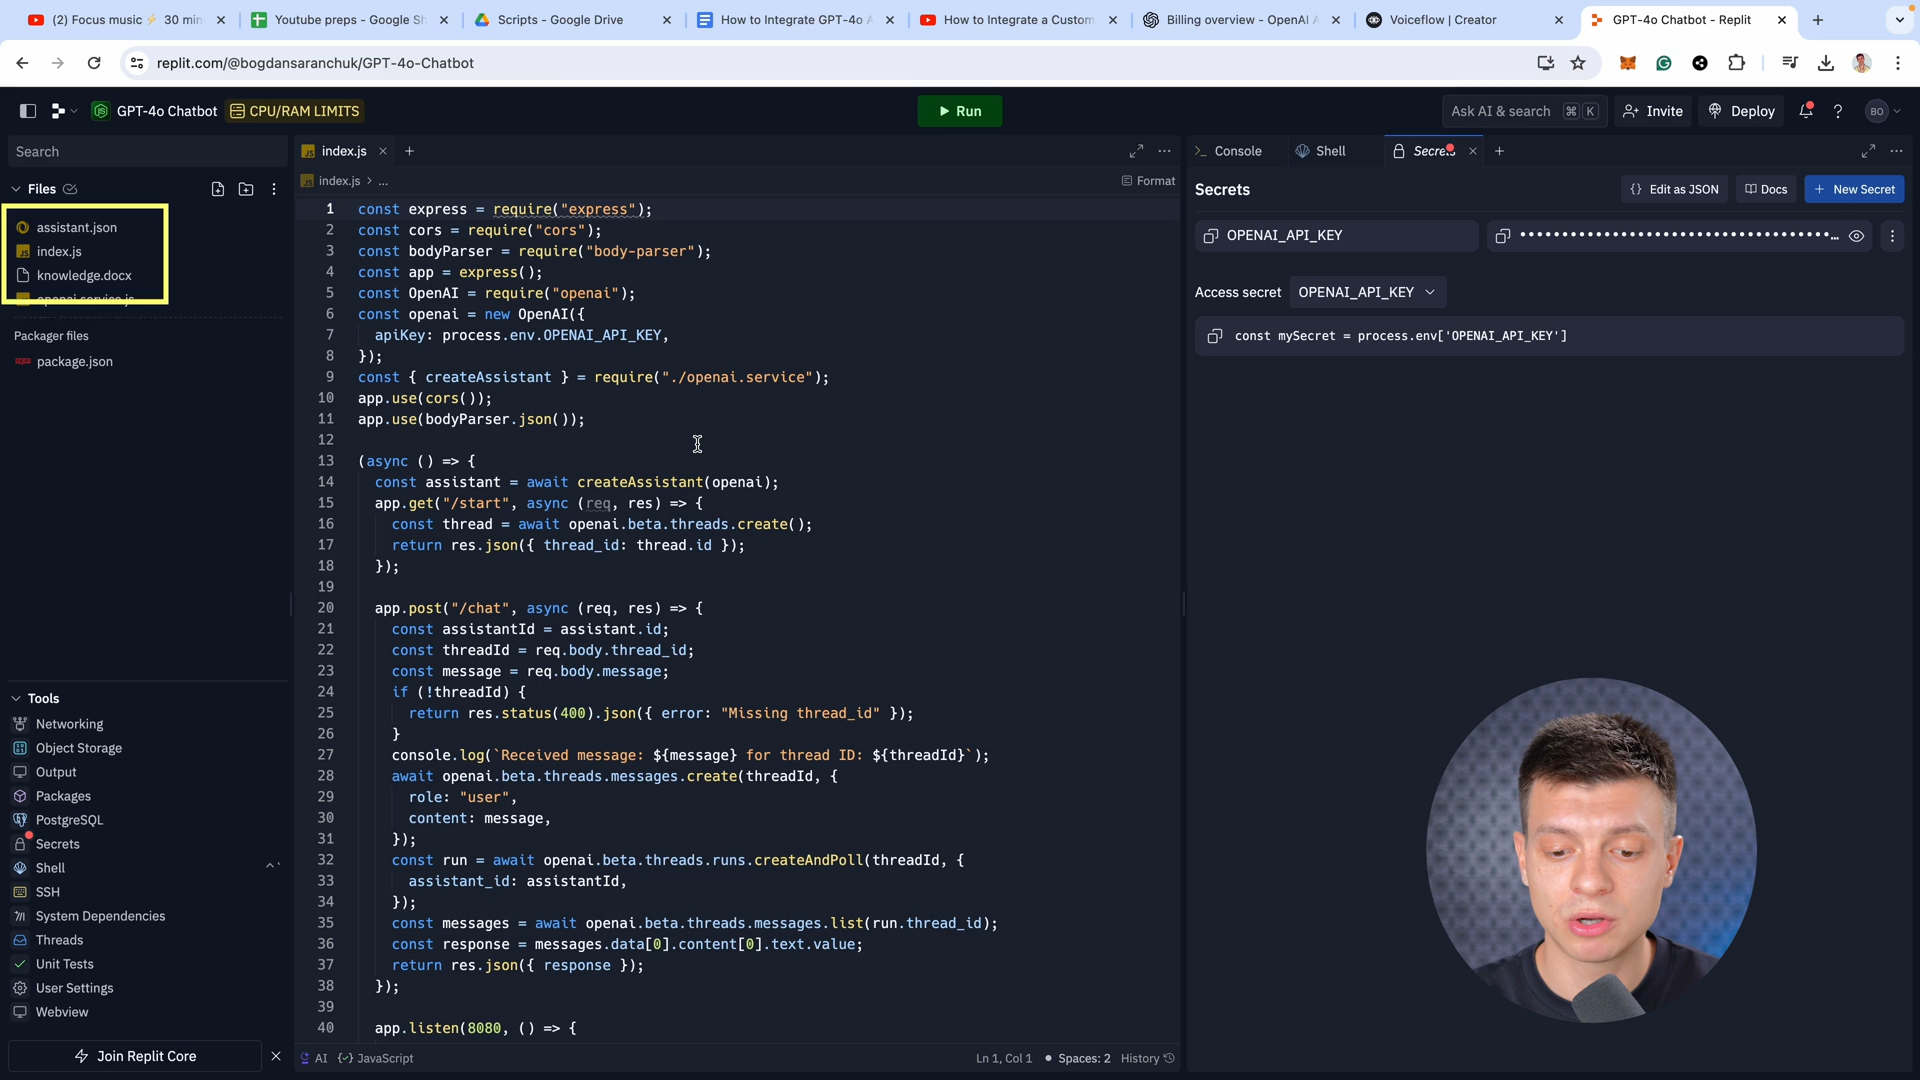 (2) Focus music⚡ 30 min
Youtube preps - Google Sh
Scripts - Google Drive
How to Integrate GPT-4o A
How to Integrate a Custom
Billing overview - OpenAI A
Voiceflow | Creator
GPT-4o Chatbot - Replit
replit.com/@bogdansaranchuk/GPT-4o-Chatbot
GPT-4o Chatbot
CPU/RAM LIMITS
Run
Ask AI & search ⌘ K
Invite
Deploy
?
BO
Search
Files
assistant.json
index.js
knowledge.docx
openai.service.js
Packager files
package.json
Tools
Networking
Object Storage
Output
Packages
PostgreSQL
Secrets
Shell
SSH
System Dependencies
Threads
Unit Tests
User Settings
Webview
Join Replit Core
index.js
index.js > ...
Format
1 const express = require("express");
2 const cors = require("cors");
3 const bodyParser = require("body-parser");
4 const app = express();
5 const OpenAI = require("openai");
6 const openai = new OpenAI({
7 apiKey: process.env.OPENAI_API_KEY,
8 });
9 const { createAssistant } = require("./openai.service");
10 app.use(cors());
11 app.use(bodyParser.json());
12
13 (async () => {
14 const assistant = await createAssistant(openai);
15 app.get("/start", async (req, res) => {
16 const thread = await openai.beta.threads.create();
17 return res.json({ thread_id: thread.id });
18 });
19
20 app.post("/chat", async (req, res) => {
21 const assistantId = assistant.id;
22 const threadId = req.body.thread_id;
23 const message = req.body.message;
24 if (!threadId) {
25 return res.status(400).json({ error: "Missing thread_id" });
26 }
27 console.log(`Received message: ${message} for thread ID: ${threadId}`);
28 await openai.beta.threads.messages.create(threadId, {
29 role: "user",
30 content: message,
31 });
32 const run = await openai.beta.threads.runs.createAndPoll(threadId, {
33 assistant_id: assistantId,
34 });
35 const messages = await openai.beta.threads.messages.list(run.thread_id);
36 const response = messages.data[0].content[0].text.value;
37 return res.json({ response });
38 });
39
40 app.listen(8080, () => {
AI
JavaScript
Ln 1, Col 1
Spaces: 2
History
Console
Shell
Secrets
Secrets
Edit as JSON
Docs
+ New Secret
OPENAI_API_KEY
Access secret
OPENAI_API_KEY
const mySecret = process.env['OPENAI_API_KEY']